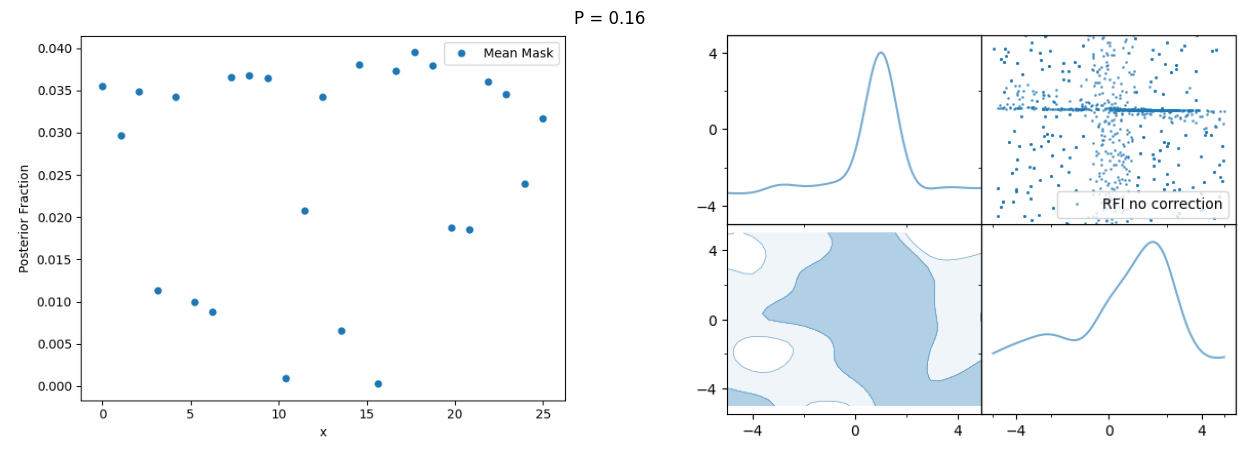 P = 0.16
0.040
0.035
0.030
0.025
0.020
0.015
0.010
0.005
0.000
Posterior Fraction
Mean Mask
0 5 10 15 20 25
x
4
0
−4
RFI no correction
4
0
−4
−4 0 4
−4 0 4